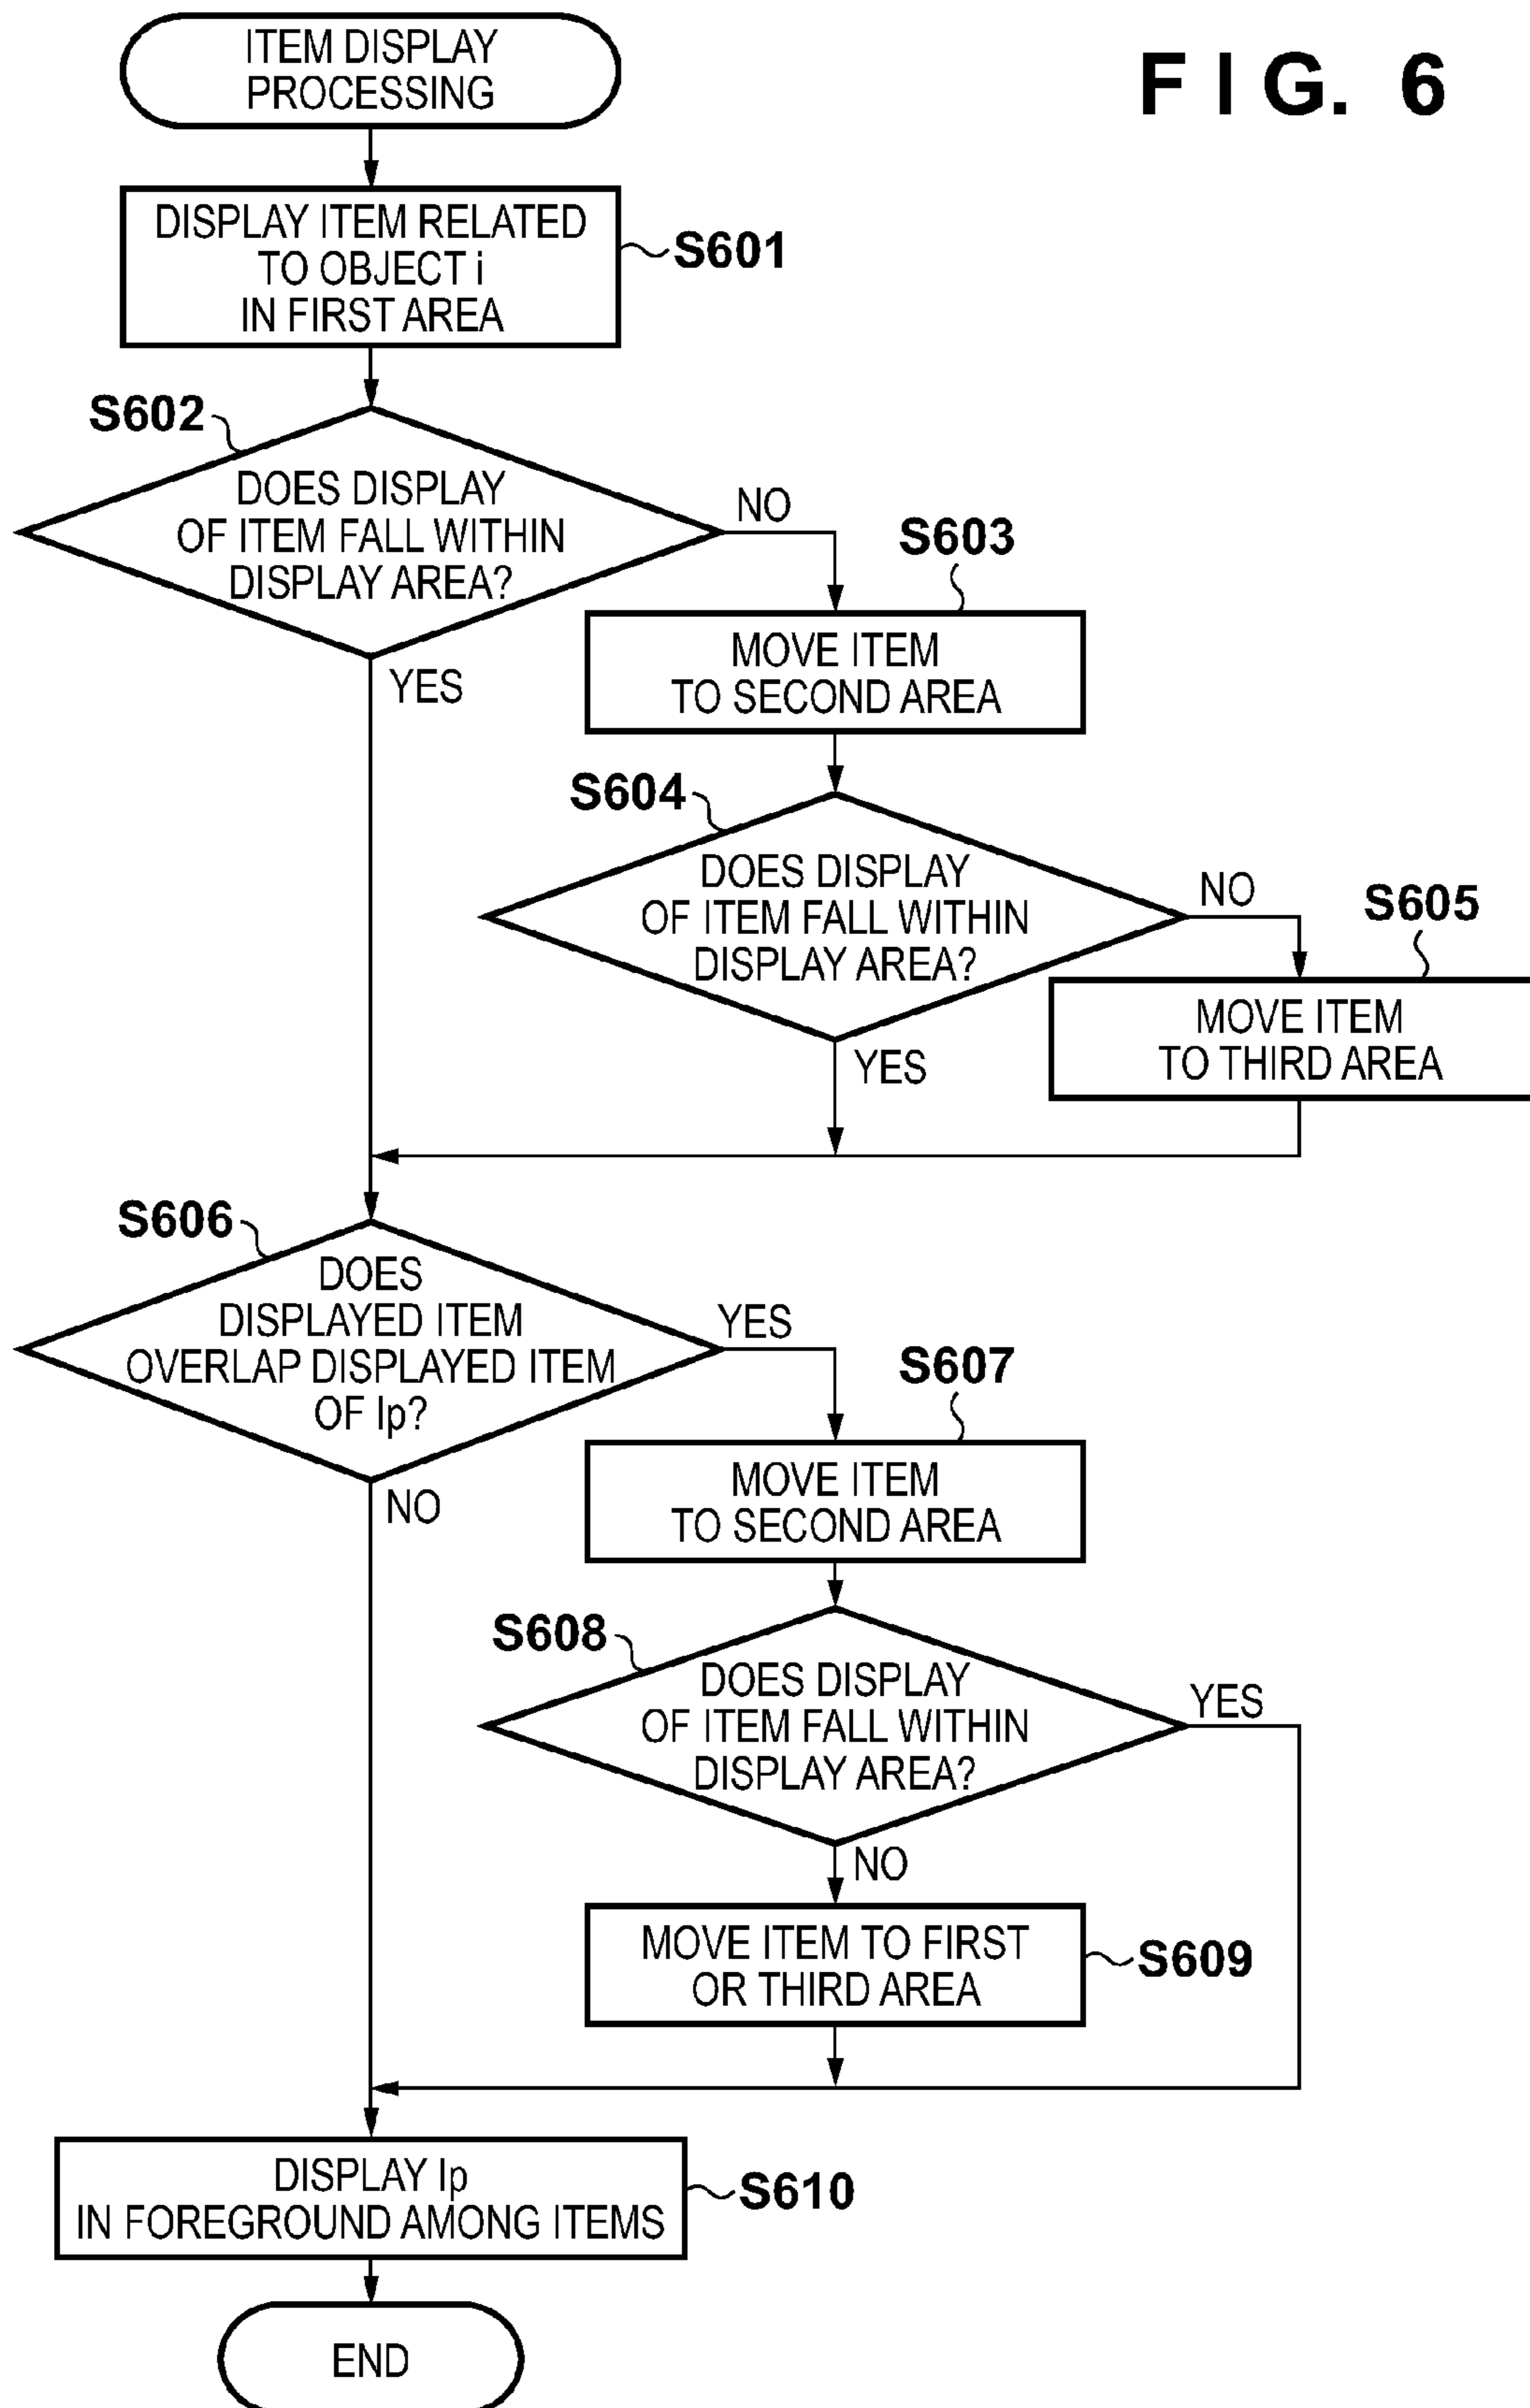 FIG. 6
ITEM DISPLAY
PROCESSING
DISPLAY ITEM RELATED
TO OBJECT i
IN FIRST AREA
S601
S602
DOES DISPLAY
OF ITEM FALL WITHIN
DISPLAY AREA?
NO
YES
S603
MOVE ITEM
TO SECOND AREA
S604
DOES DISPLAY
OF ITEM FALL WITHIN
DISPLAY AREA?
NO
YES
S605
MOVE ITEM
TO THIRD AREA
S606
DOES
DISPLAYED ITEM
OVERLAP DISPLAYED ITEM
OF Ip?
YES
NO
S607
MOVE ITEM
TO SECOND AREA
S608
DOES DISPLAY
OF ITEM FALL WITHIN
DISPLAY AREA?
YES
NO
MOVE ITEM TO FIRST
OR THIRD AREA
S609
DISPLAY Ip
IN FOREGROUND AMONG ITEMS
S610
END